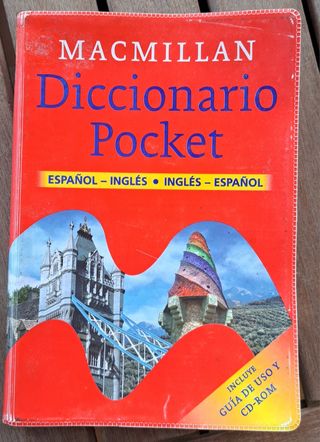 MACMILLAN
Diccionario
Pocket
ESPAÑOL – INGLÉS • INGLÉS – ESPAÑOL
INCLUYE
GUÍA DE USO Y
CD-ROM